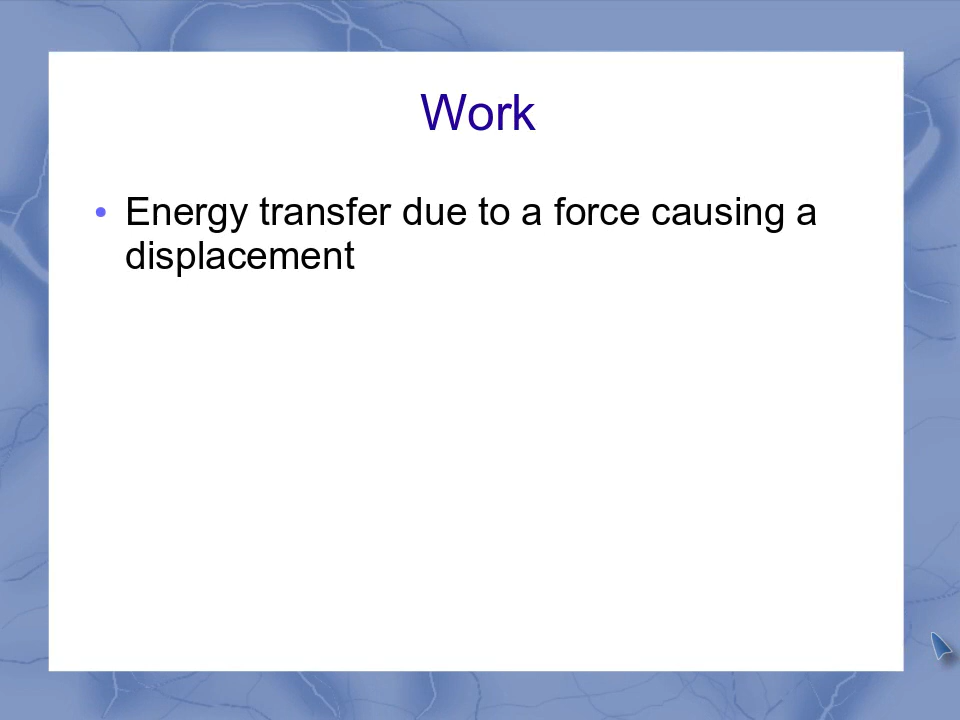 Work
• Energy transfer due to a force causing a
displacement